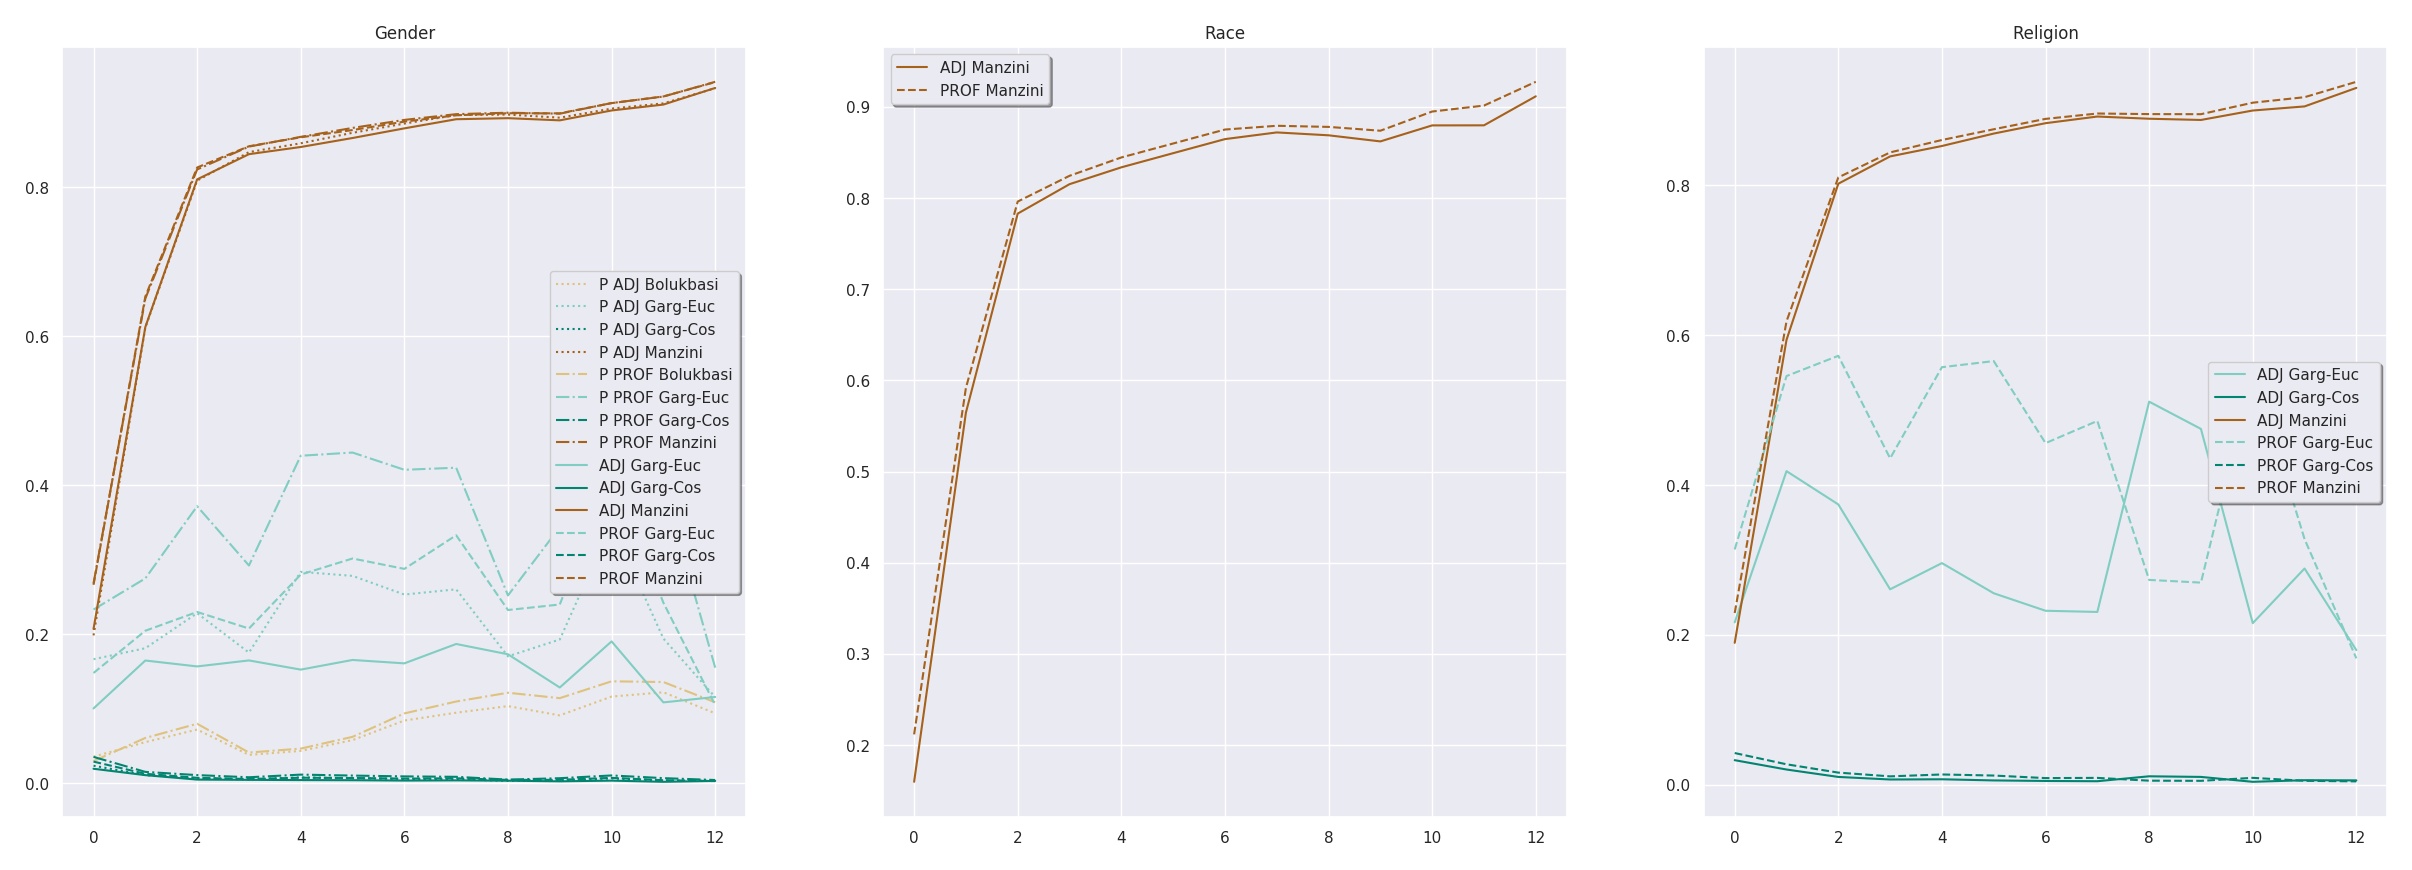 Gender
0.8
0.6
0.4
0.2
0.0
0 2 4 6 8 10 12
P ADJ Bolukbasi
P ADJ Garg-Euc
P ADJ Garg-Cos
P ADJ Manzini
P PROF Bolukbasi
P PROF Garg-Euc
P PROF Garg-Cos
P PROF Manzini
ADJ Garg-Euc
ADJ Garg-Cos
ADJ Manzini
PROF Garg-Euc
PROF Garg-Cos
PROF Manzini
Race
ADJ Manzini
PROF Manzini
0.9
0.8
0.7
0.6
0.5
0.4
0.3
0.2
0 2 4 6 8 10 12
Religion
0.8
0.6
0.4
0.2
0.0
0 2 4 6 8 10 12
ADJ Garg-Euc
ADJ Garg-Cos
ADJ Manzini
PROF Garg-Euc
PROF Garg-Cos
PROF Manzini